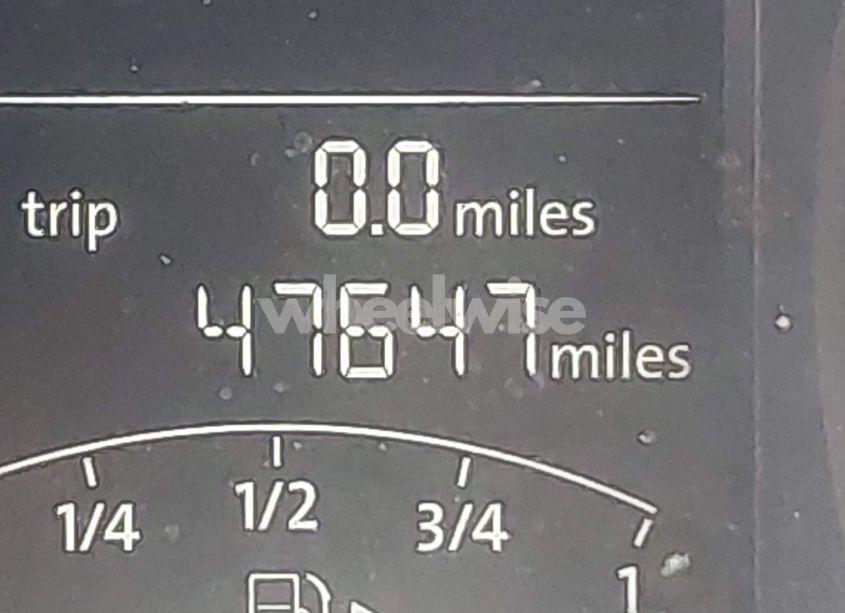 trip 0.0 miles
47647 miles
wheelwise
1/4 1/2 3/4 1